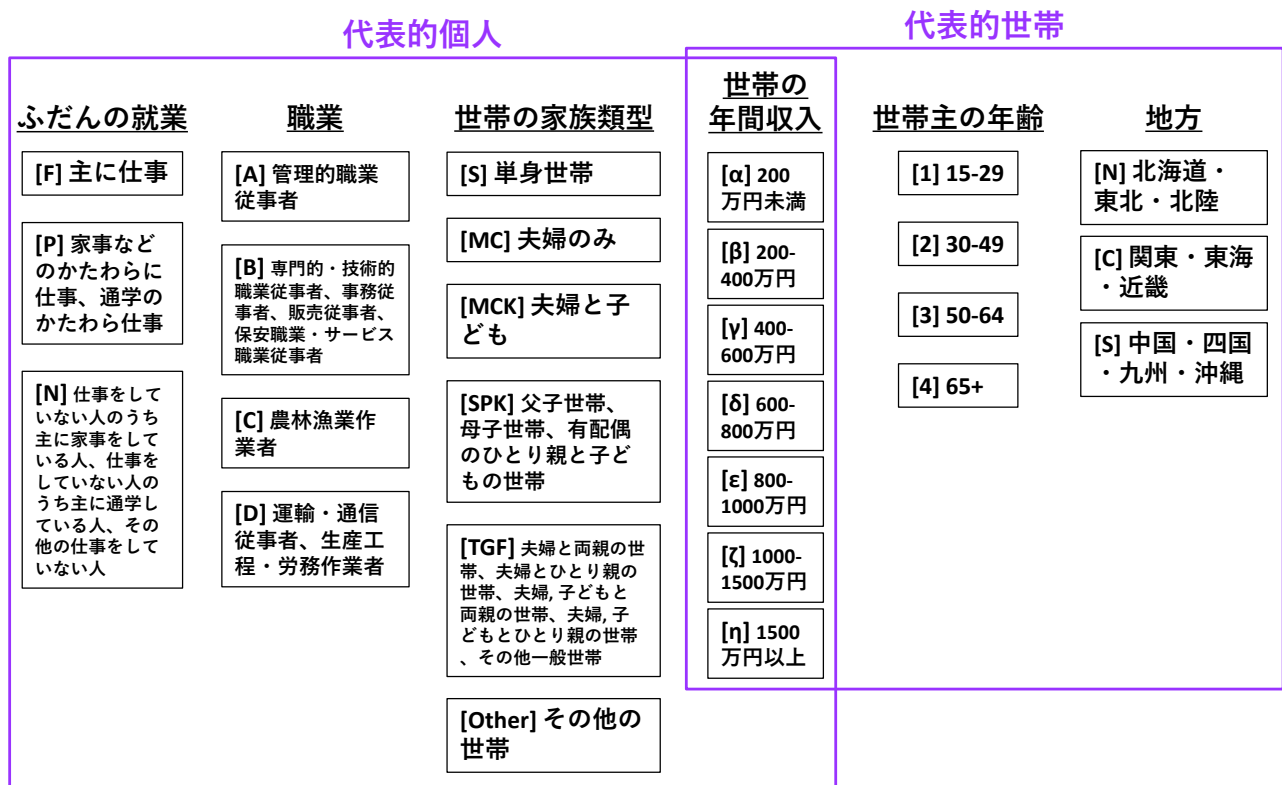 代表的個人
代表的世帯
ふだんの就業
[F] 主に仕事
[P] 家事など
のかたわらに
仕事、通学の
かたわら仕事
[N] 仕事をして
いない人のうち
主に家事をして
いる人、仕事を
していない人の
うち主に通学し
ている人、その
他の仕事をして
いない人
職業
[A] 管理的職業
従事者
[B] 専門的・技術的
職業従事者、事務従
事者、販売従事者、
保安職業・サービス
職業従事者
[C] 農林漁業作
業者
[D] 運輸・通信
従事者、生産工
程・労務作業者
世帯の家族類型
[S] 単身世帯
[MC] 夫婦のみ
[MCK] 夫婦と子
ども
[SPK] 父子世帯、
母子世帯、有配偶
のひとり親と子ど
もの世帯
[TGF] 夫婦と両親の世
帯、夫婦とひとり親の
世帯、夫婦, 子どもと
両親の世帯、夫婦, 子
どもとひとり親の世帯
、その他一般世帯
[Other] その他の
世帯
世帯の
年間収入
[α] 200
万円未満
[β] 200-
400万円
[γ] 400-
600万円
[δ] 600-
800万円
[ε] 800-
1000万円
[ζ] 1000-
1500万円
[η] 1500
万円以上
世帯主の年齢
[1] 15-29
[2] 30-49
[3] 50-64
[4] 65+
地方
[N] 北海道・
東北・北陸
[C] 関東・東海
・近畿
[S] 中国・四国
・九州・沖縄